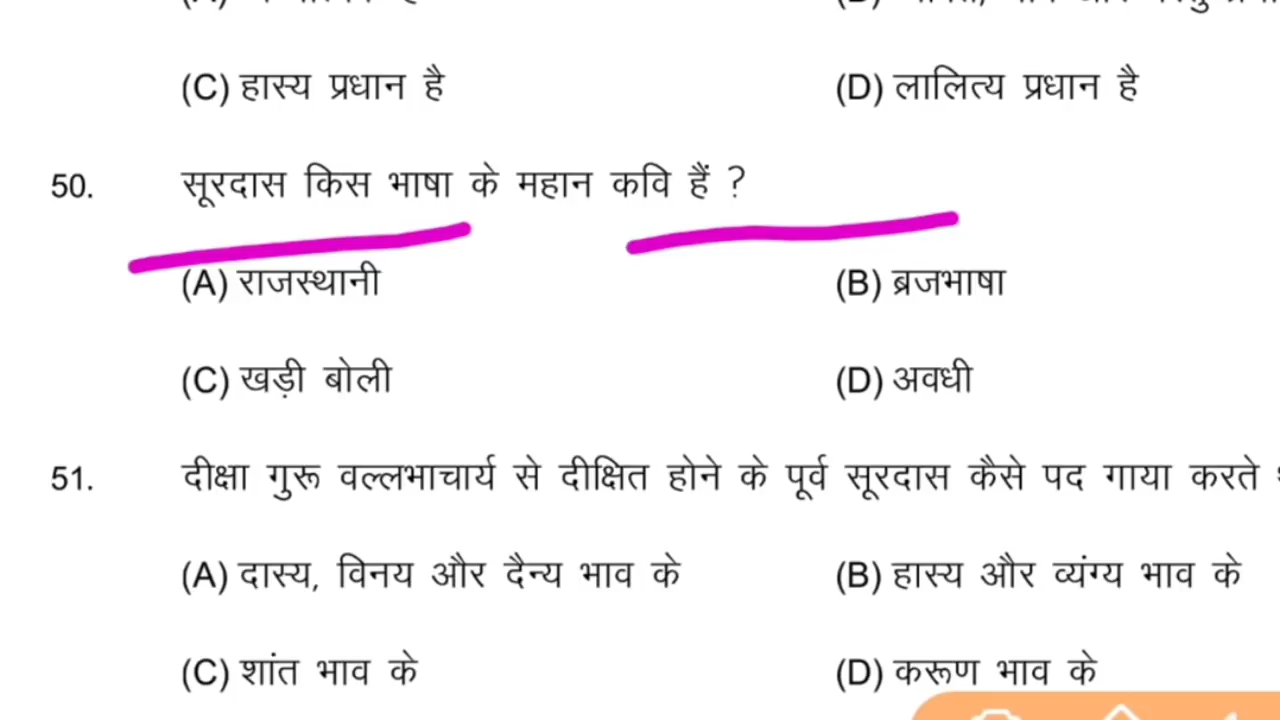 (C) हास्य प्रधान है (D) लालित्य प्रधान है
50. सूरदास किस भाषा के महान कवि हैं ?
(A) राजस्थानी (B) ब्रजभाषा
(C) खड़ी बोली (D) अवधी
51. दीक्षा गुरू वल्लभाचार्य से दीक्षित होने के पूर्व सूरदास कैसे पद गाया करते
(A) दास्य, विनय और दैन्य भाव के (B) हास्य और व्यंग्य भाव के
(C) शांत भाव के (D) करूण भाव के